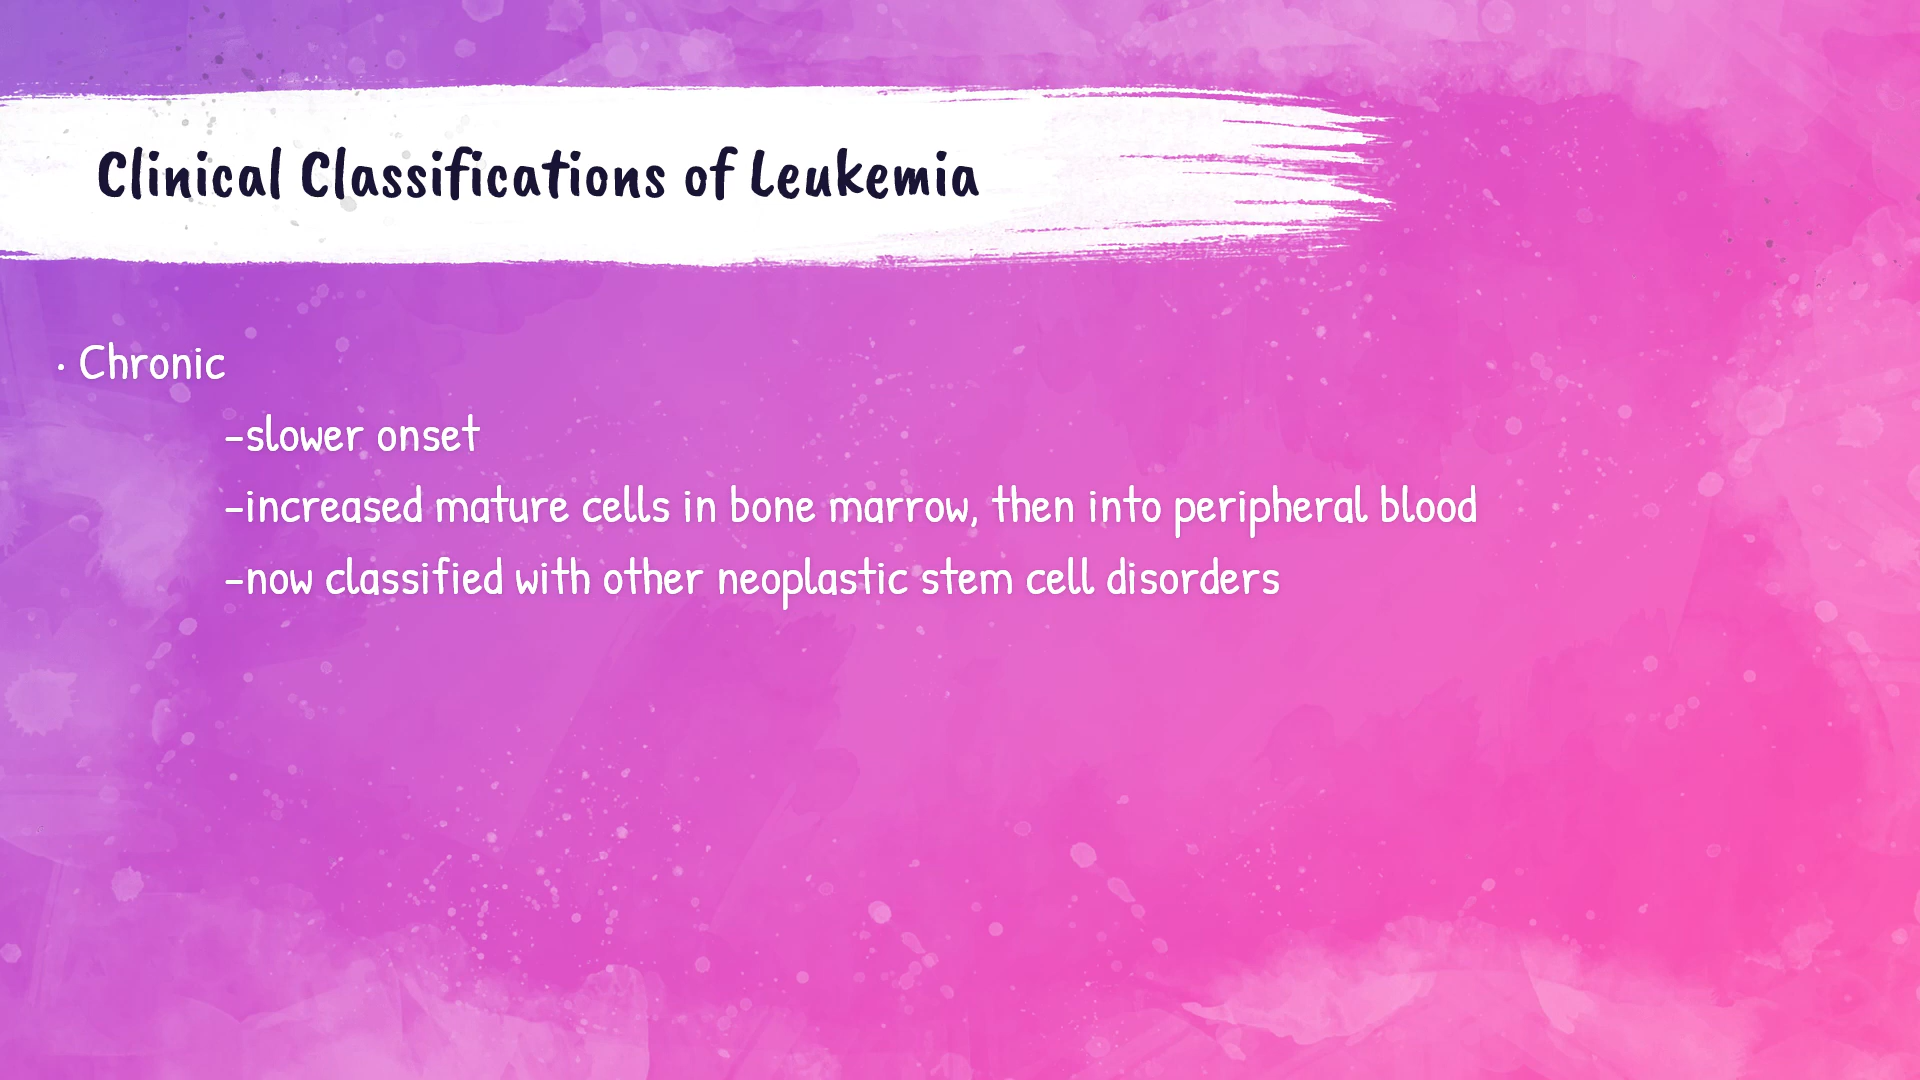 Clinical Classifications of Leukemia
• Chronic
-slower onset
-increased mature cells in bone marrow, then into peripheral blood
-now classified with other neoplastic stem cell disorders